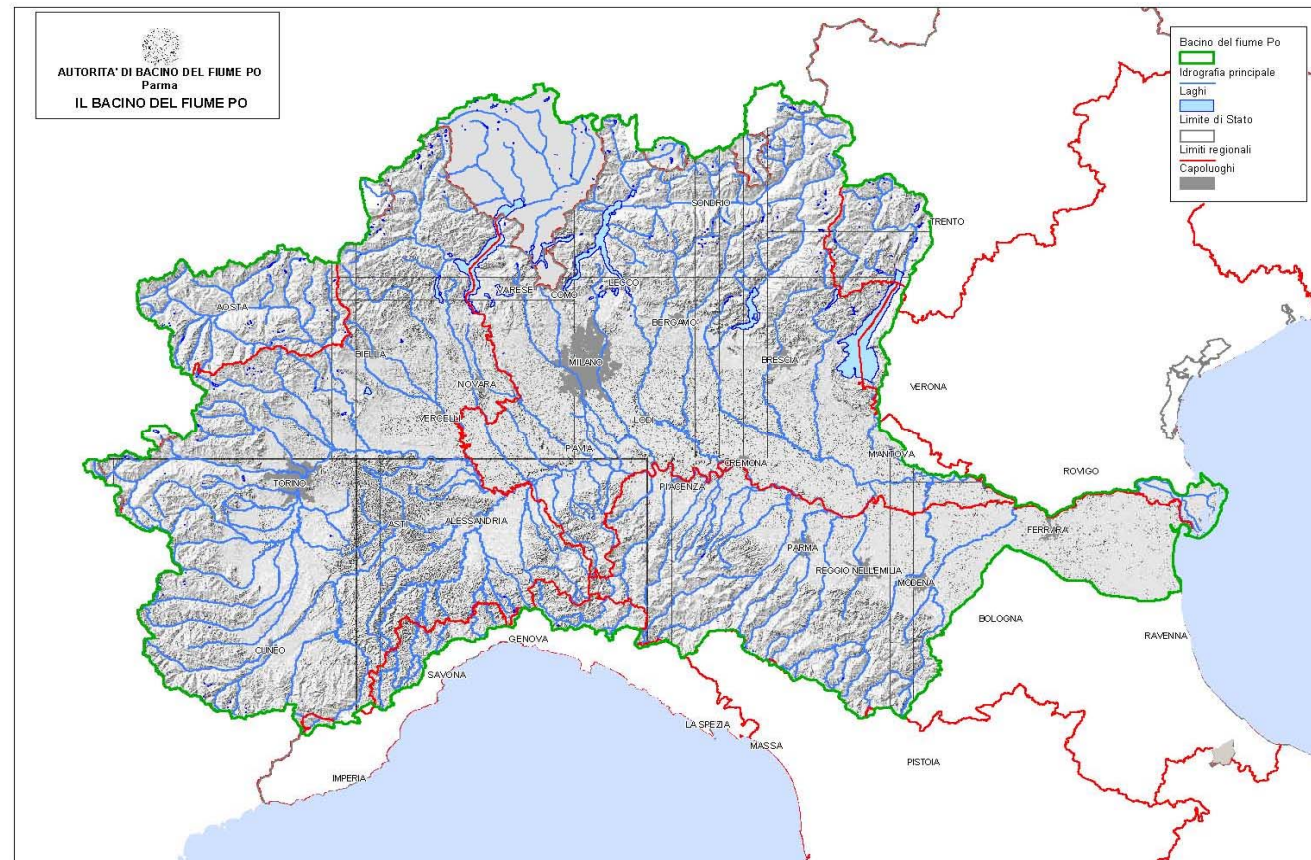 AUTORITA' DI BACINO DEL FIUME PO
Parma
IL BACINO DEL FIUME PO
Bacino del fiume Po
Idrografia principale
Laghi
Limite di Stato
Limiti regionali
Capoluoghi
SONDRIO
TRENTO
AOSTA
VARESE
COMO
LECCO
BERGAMO
BIELLA
MILANO
BRESCIA
NOVARA
VERONA
VERCELLI
LODI
PAVIA
CREMONA
MANTOVA
ROVIGO
TORINO
PIACENZA
ASTI
ALESSANDRIA
FERRARA
PARMA
REGGIO NELL'EMILIA
MODENA
BOLOGNA
RAVENNA
CUNEO
GENOVA
SAVONA
LA SPEZIA
MASSA
PISTOIA
IMPERIA